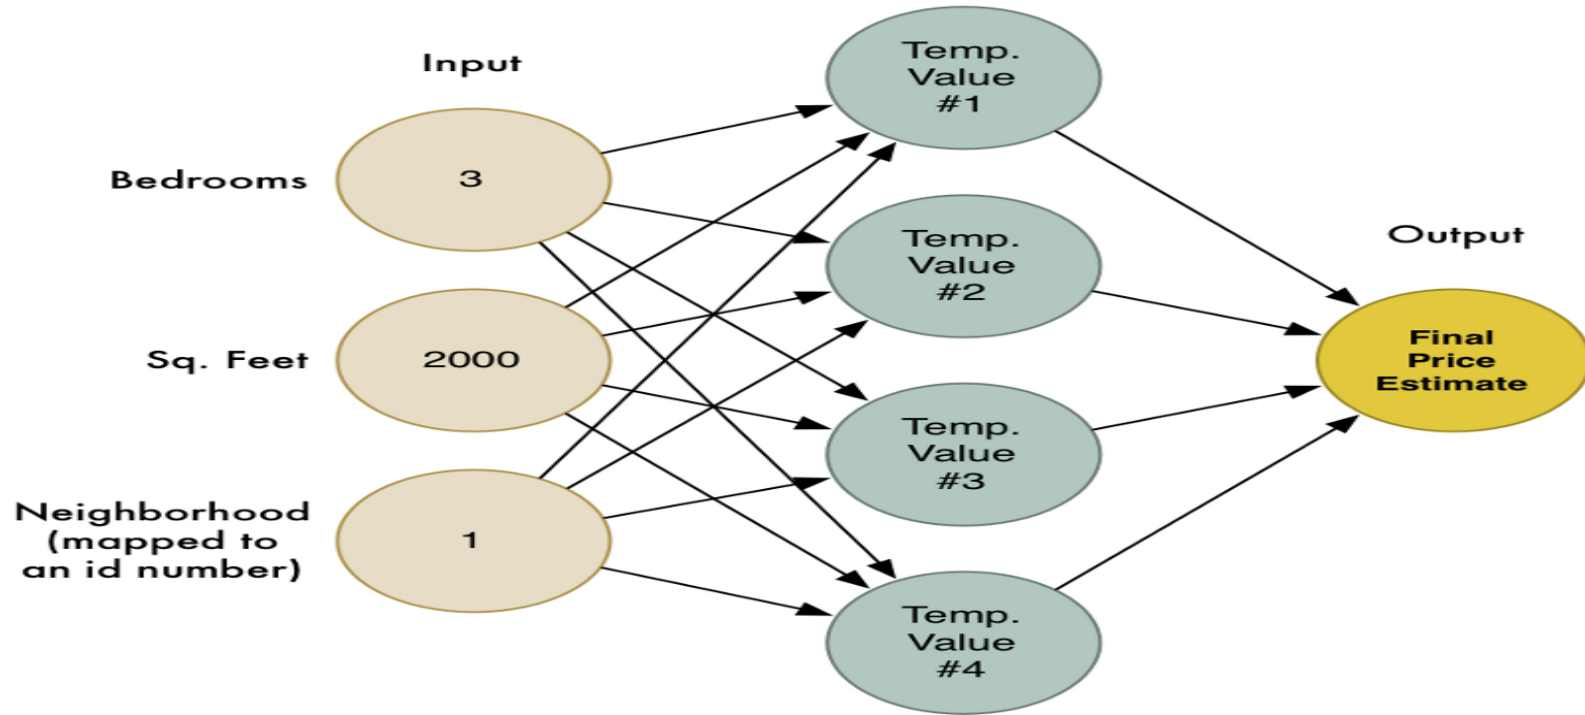 Input
Bedrooms
3
Sq. Feet
2000
Neighborhood
(mapped to
an id number)
1
Temp.
Value
#1
Temp.
Value
#2
Temp.
Value
#3
Temp.
Value
#4
Output
Final
Price
Estimate